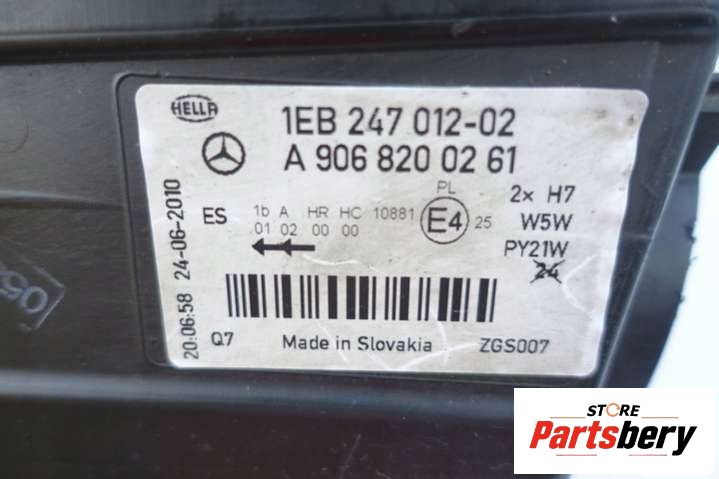 HELLA
1EB 247 012-02
A 906 820 02 61
PL
2x H7
ES
1b A HR HC 10881
E4
25
W5W
01 02 00 00
PY21W
24
20:06:58 24-06-2010
Q7
Made in Slovakia
ZGS007
STORE
Partsbery